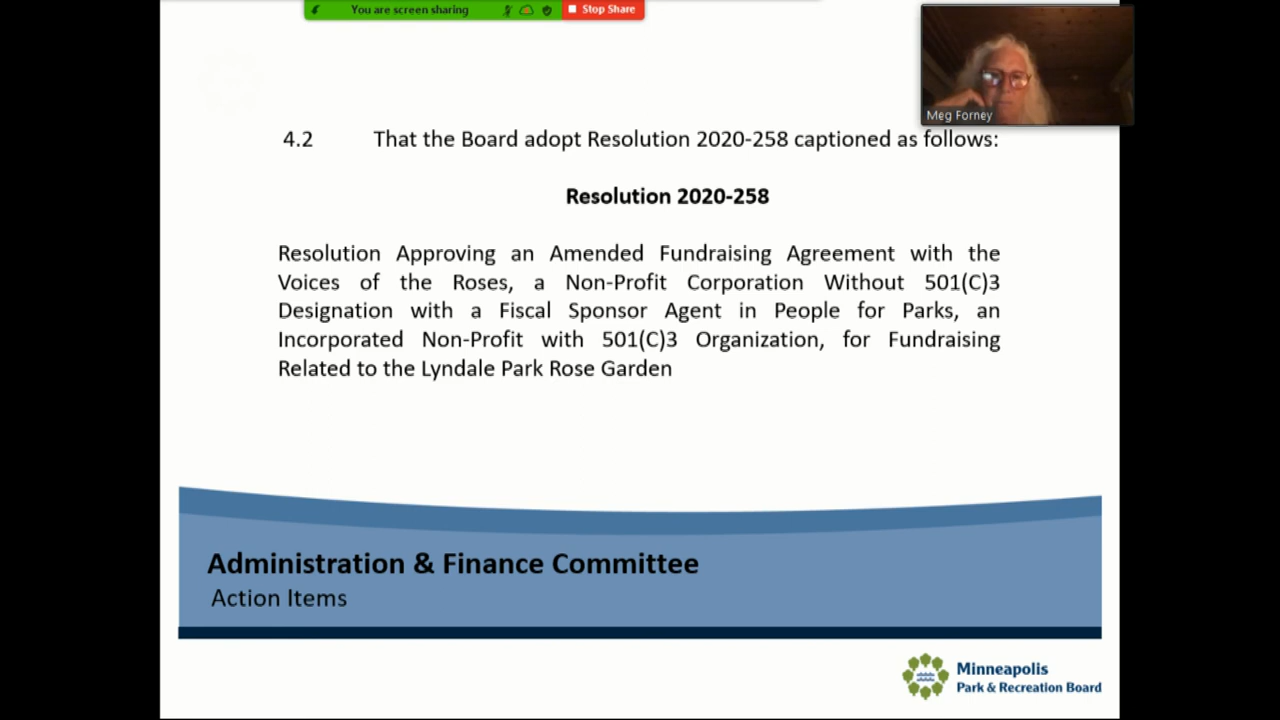 You are screen sharing
Stop Share
Meg Forney
4.2 That the Board adopt Resolution 2020-258 captioned as follows:
Resolution 2020-258
Resolution Approving an Amended Fundraising Agreement with the
Voices of the Roses, a Non-Profit Corporation Without 501(C)3
Designation with a Fiscal Sponsor Agent in People for Parks, an
Incorporated Non-Profit with 501(C)3 Organization, for Fundraising
Related to the Lyndale Park Rose Garden
Administration & Finance Committee
Action Items
Minneapolis
Park & Recreation Board